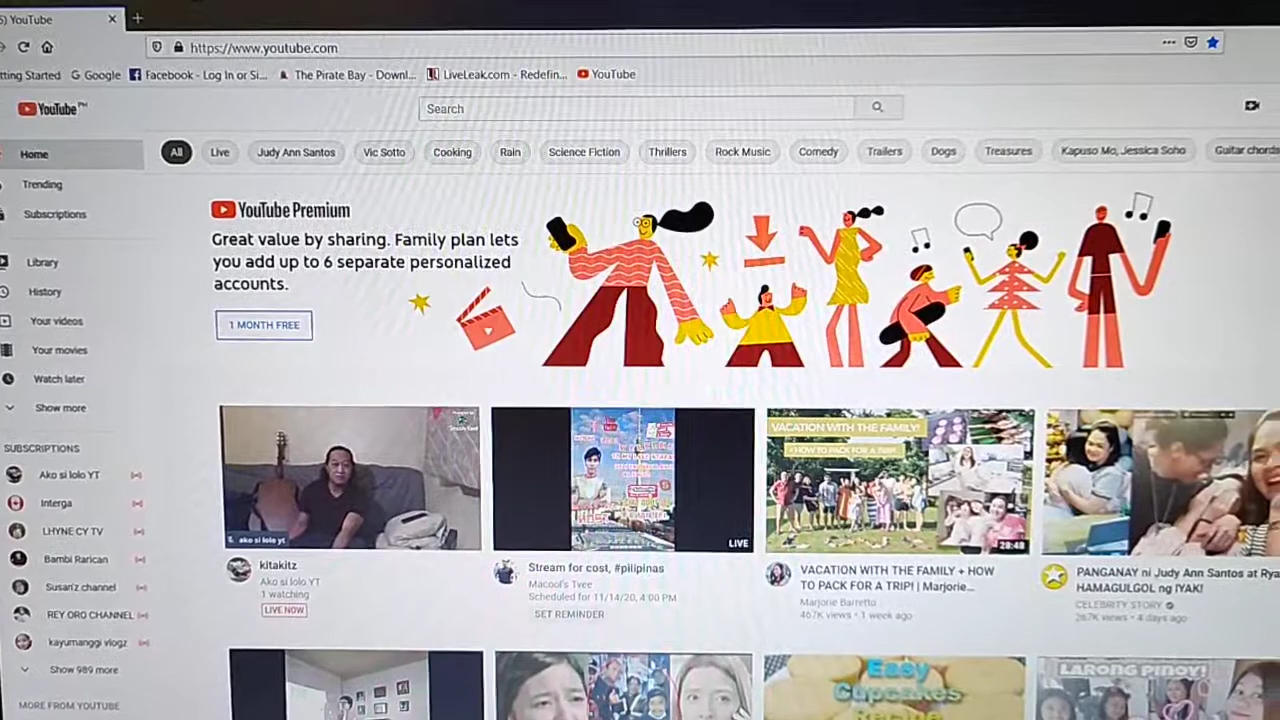 YouTube
https://www.youtube.com
Getting Started
Google
Facebook - Log In or Si...
The Pirate Bay - Downl...
LiveLeak.com - Redefin...
YouTube
YouTube PH
Search
All
Live
Judy Ann Santos
Vic Sotto
Cooking
Rain
Science Fiction
Thrillers
Rock Music
Comedy
Trailers
Dogs
Treasures
Kapuso Mo, Jessica Soho
Guitar chords
Home
Trending
Subscriptions
Library
History
Your videos
Your movies
Watch later
Show more
SUBSCRIPTIONS
Ako si lolo YT
Interga
LHYNE CY TV
Bambi Rarican
Susan'z channel
REY ORO CHANNEL
kayumanggi vlogz
Show 989 more
MORE FROM YOUTUBE
YouTube Premium
Great value by sharing. Family plan lets
you add up to 6 separate personalized
accounts.
1 MONTH FREE
ako si lolo yt
kitakitz
Ako si lolo YT
1 watching
LIVE NOW
LIVE
Stream for cost, #pilipinas
Macool's Tvee
Scheduled for 11/14/20, 4:00 PM
SET REMINDER
VACATION WITH THE FAMILY!
+ HOW TO PACK FOR A TRIP!
28:48
VACATION WITH THE FAMILY + HOW
TO PACK FOR A TRIP! | Marjorie...
Marjorie Barretto
467K views • 1 week ago
PANGANAY ni Judy Ann Santos at Rya
HAMAGULGOL ng IYAK!
CELEBRITY STORY
267K views • 4 days ago
Easy
Cupcakes
Recipe
LARONG PINOY!